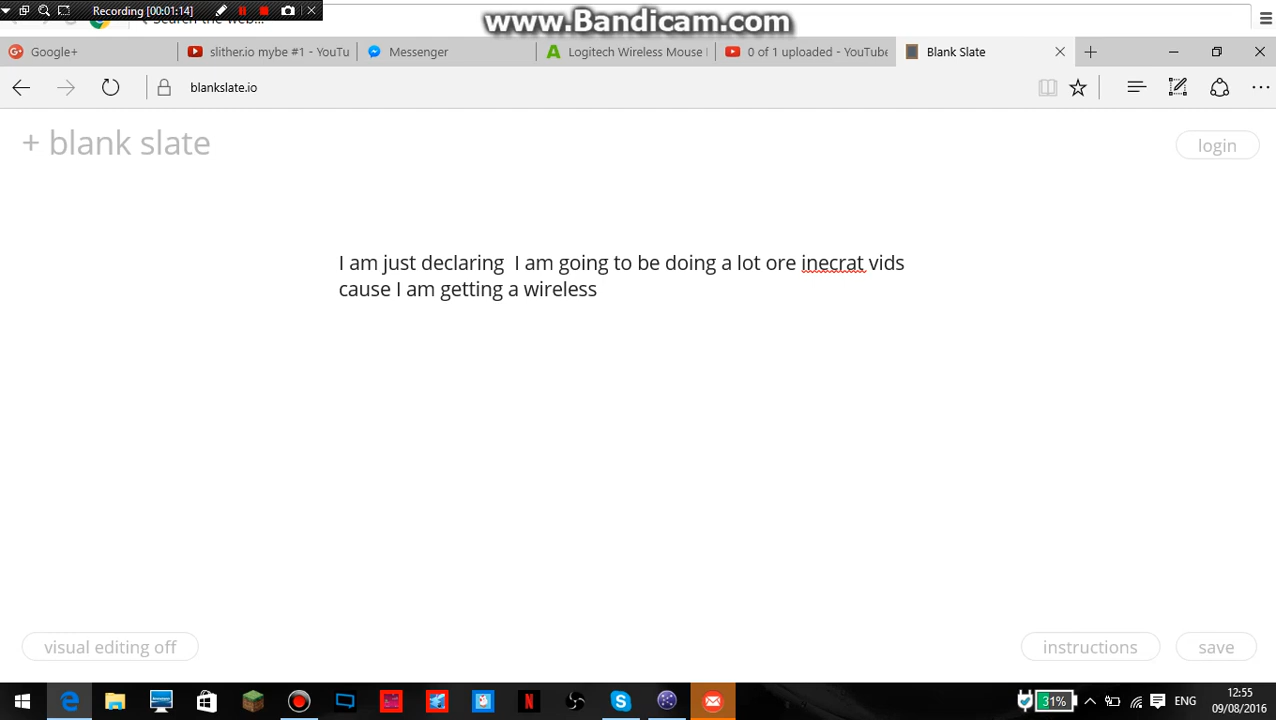 Recording [00:01:14]
www.Bandicam.com
Google+
slither.io mybe #1 - YouTu
Messenger
Logitech Wireless Mouse
0 of 1 uploaded - YouTube
Blank Slate
blankslate.io
+ blank slate
login
I am just declaring  I am going to be doing a lot ore inecrat vids
cause I am getting a wireless
visual editing off
instructions
save
31%
ENG
12:55
09/08/2016